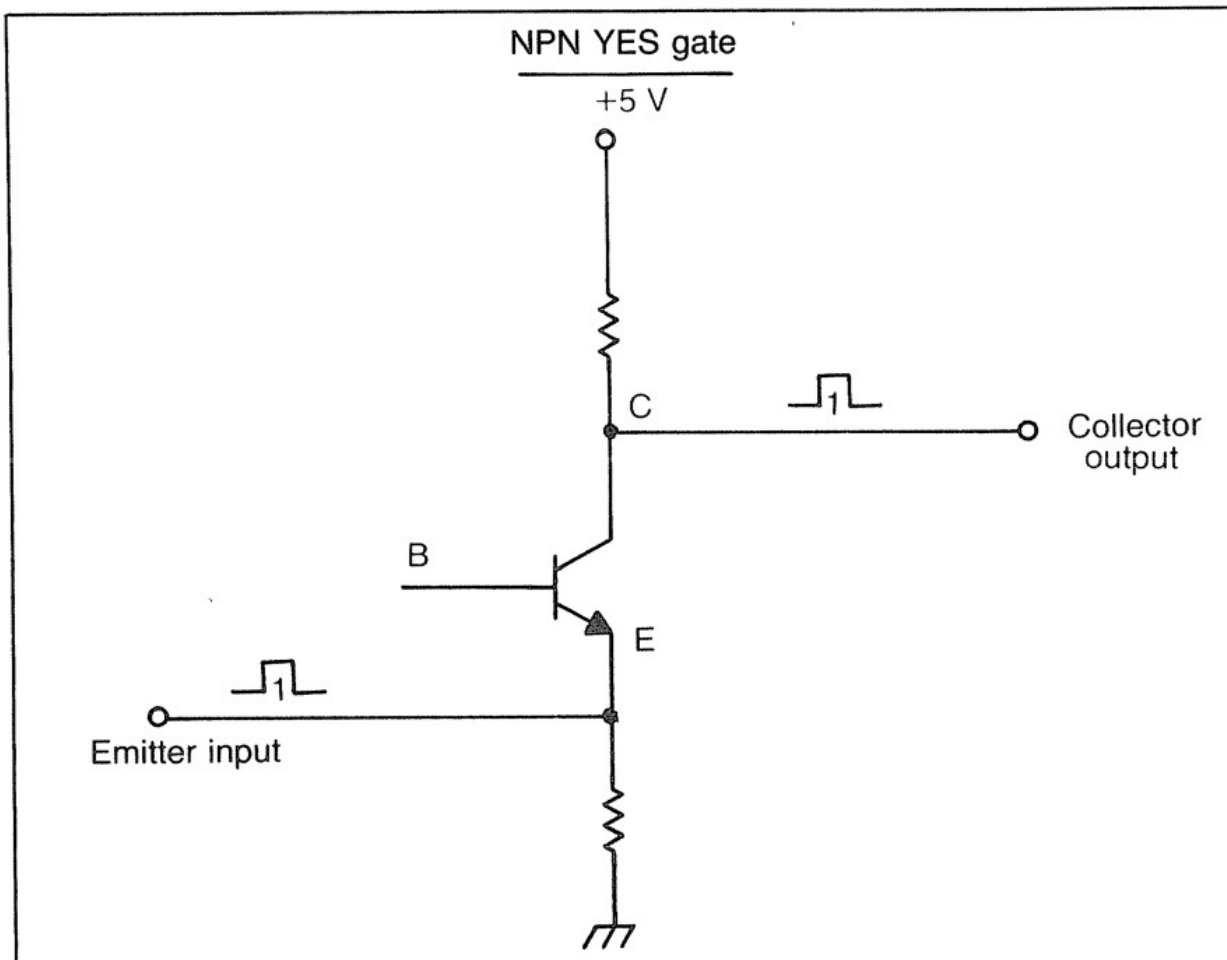 NPN YES gate
+5 V
1
C
Collector
output
B
E
1
Emitter input